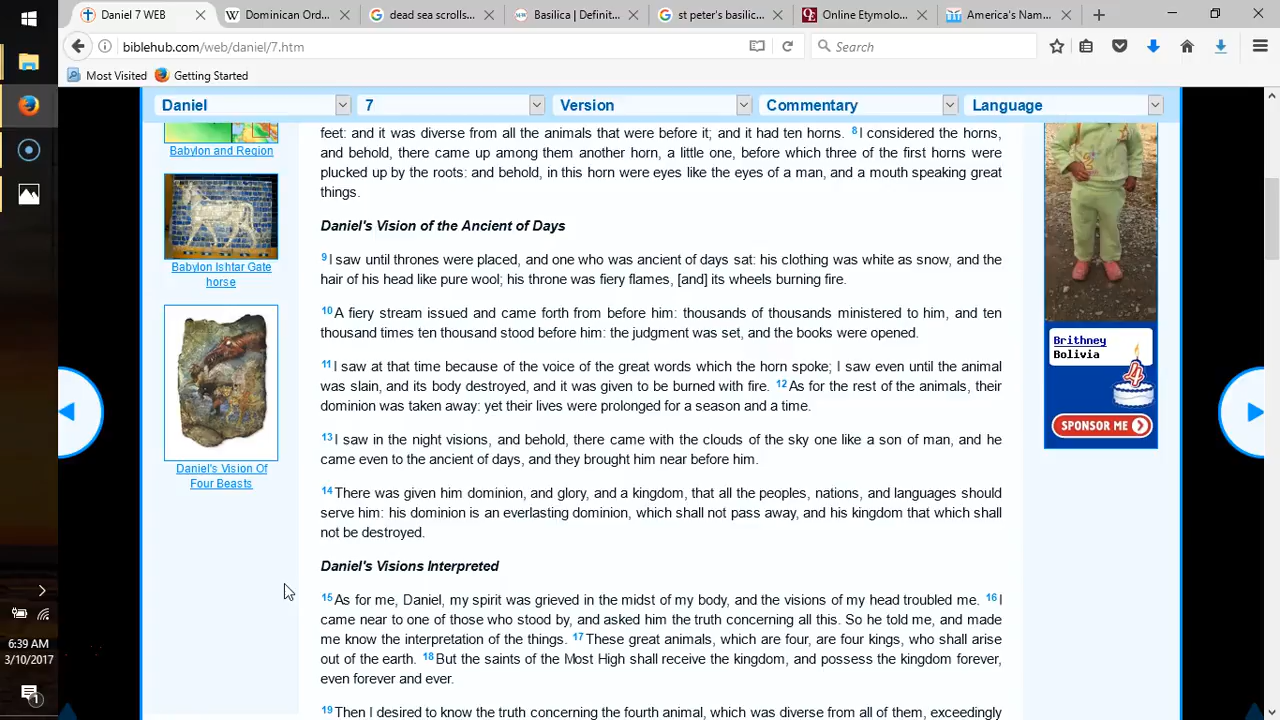 Daniel 7 WEB
Dominican Ord...
dead sea scrolls...
Basilica | Definit...
st peter's basilic...
Online Etymolo...
America's Nam...
biblehub.com/web/daniel/7.htm
Search
Most Visited
Getting Started
Daniel
7
Version
Commentary
Language
feet: and it was diverse from all the animals that were before it; and it had ten horns. 8 I considered the horns,
and behold, there came up among them another horn, a little one, before which three of the first horns were
plucked up by the roots: and behold, in this horn were eyes like the eyes of a man, and a mouth speaking great
things.
Daniel's Vision of the Ancient of Days
9 I saw until thrones were placed, and one who was ancient of days sat: his clothing was white as snow, and the
hair of his head like pure wool; his throne was fiery flames, [and] its wheels burning fire.
10 A fiery stream issued and came forth from before him: thousands of thousands ministered to him, and ten
thousand times ten thousand stood before him: the judgment was set, and the books were opened.
11 I saw at that time because of the voice of the great words which the horn spoke; I saw even until the animal
was slain, and its body destroyed, and it was given to be burned with fire. 12 As for the rest of the animals, their
dominion was taken away: yet their lives were prolonged for a season and a time.
13 I saw in the night visions, and behold, there came with the clouds of the sky one like a son of man, and he
came even to the ancient of days, and they brought him near before him.
14 There was given him dominion, and glory, and a kingdom, that all the peoples, nations, and languages should
serve him: his dominion is an everlasting dominion, which shall not pass away, and his kingdom that which shall
not be destroyed.
Daniel's Visions Interpreted
15 As for me, Daniel, my spirit was grieved in the midst of my body, and the visions of my head troubled me. 16 I
came near to one of those who stood by, and asked him the truth concerning all this. So he told me, and made
me know the interpretation of the things. 17 These great animals, which are four, are four kings, who shall arise
out of the earth. 18 But the saints of the Most High shall receive the kingdom, and possess the kingdom forever,
even forever and ever.
19 Then I desired to know the truth concerning the fourth animal, which was diverse from all of them, exceedingly
Babylon and Region
Babylon Ishtar Gate
horse
Daniel's Vision Of
Four Beasts
Brithney
Bolivia
4
SPONSOR ME
6:39 AM
3/10/2017
1